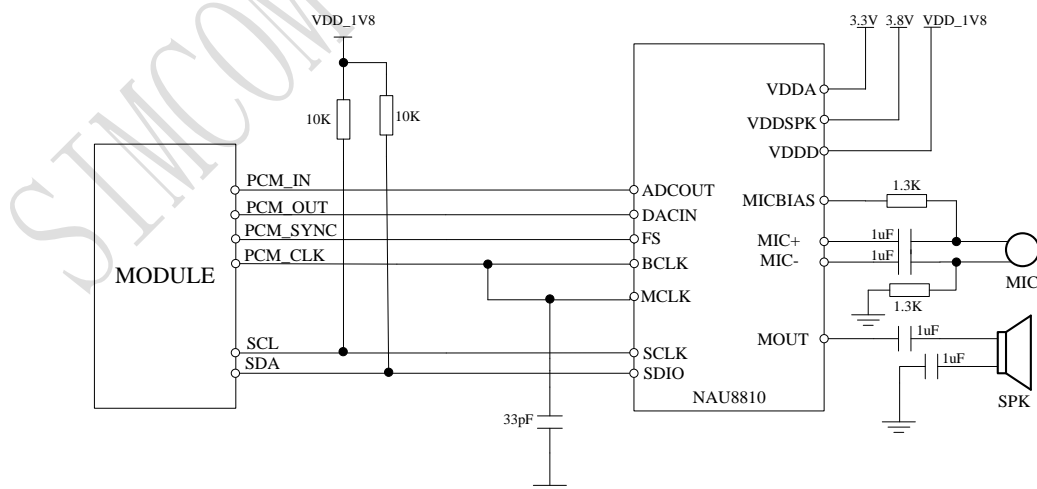 SIMCOM
VDD_1V8
10K
10K
3.3V 3.8V VDD_1V8
VDDA
VDDSPK
VDDD
MODULE
PCM_IN
PCM_OUT
PCM_SYNC
PCM_CLK
SCL
SDA
ADCOUT
DACIN
FS
BCLK
MCLK
SCLK
SDIO
NAU8810
MICBIAS
MIC+
MIC-
MOUT
1.3K
1uF
1uF
1.3K
MIC
1uF
1uF
SPK
33pF